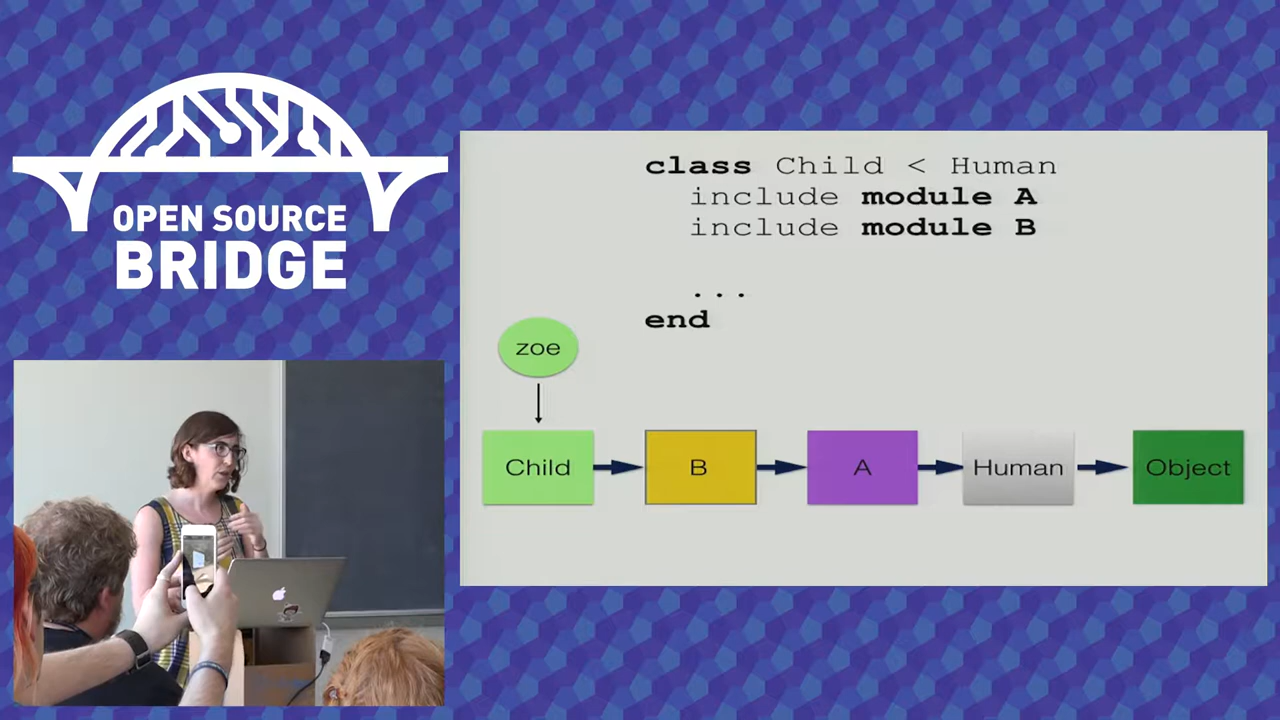 OPEN SOURCE
BRIDGE
class Child < Human
include module A
include module B
...
end
zoe
Child
B
A
Human
Object